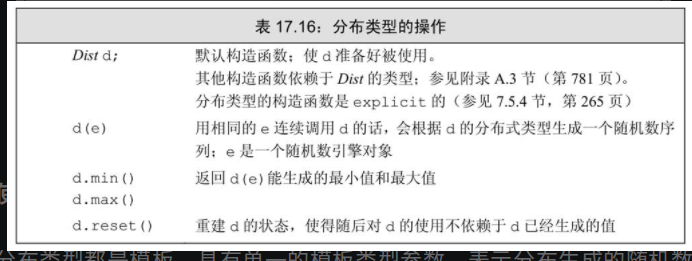 表 17.16：分布类型的操作
Dist d; 默认构造函数；使 d 准备好被使用。
其他构造函数依赖于 Dist 的类型；参见附录 A.3 节（第 781 页）。
分布类型的构造函数是 explicit 的（参见 7.5.4 节，第 265 页）
d(e) 用相同的 e 连续调用 d 的话，会根据 d 的分布式类型生成一个随机数序
列；e 是一个随机数引擎对象
d.min() 返回 d(e)能生成的最小值和最大值
d.max()
d.reset() 重建 d 的状态，使得随后对 d 的使用不依赖于 d 已经生成的值